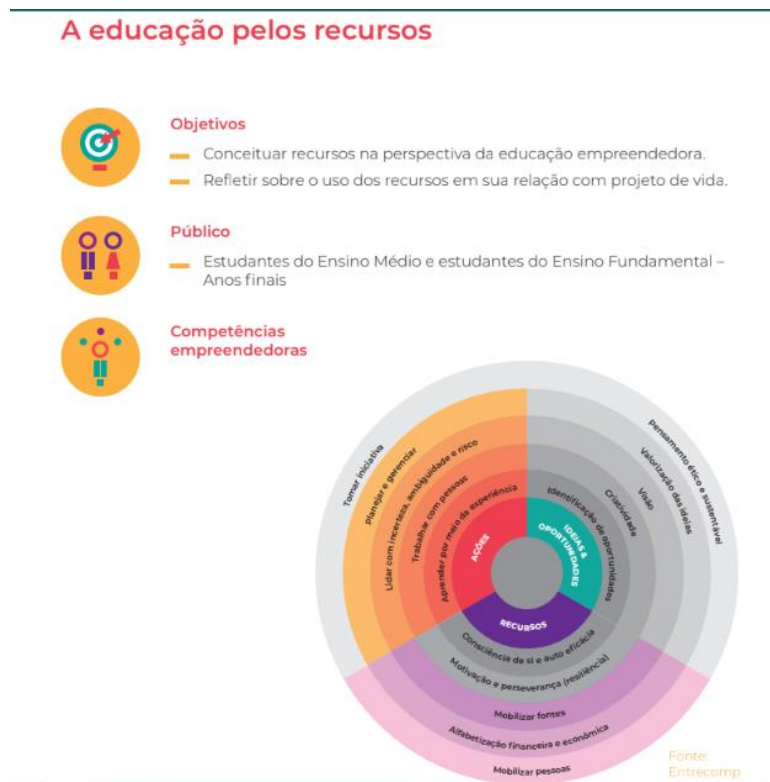 A educação pelos recursos
Objetivos
Conceituar recursos na perspectiva da educação empreendedora.
Refletir sobre o uso dos recursos em sua relação com projeto de vida.
Público
Estudantes do Ensino Médio e estudantes do Ensino Fundamental –
Anos finais
Competências
empreendedoras
Tomar iniciativa
Planejar e gerenciar
Lidar com incerteza, ambiguidade e risco
Trabalhar com pessoas
Aprender por meio da experiência
AÇÕES
Pensamento ético e sustentável
Valorização das ideias
Visão
Criatividade
Identificação de oportunidades
IDEIAS &
OPORTUNIDADES
RECURSOS
Consciência de si e auto eficácia
Motivação e perseverança (resiliência)
Mobilizar fontes
Alfabetização financeira e econômica
Mobilizar pessoas
Fonte:
Entrecomp